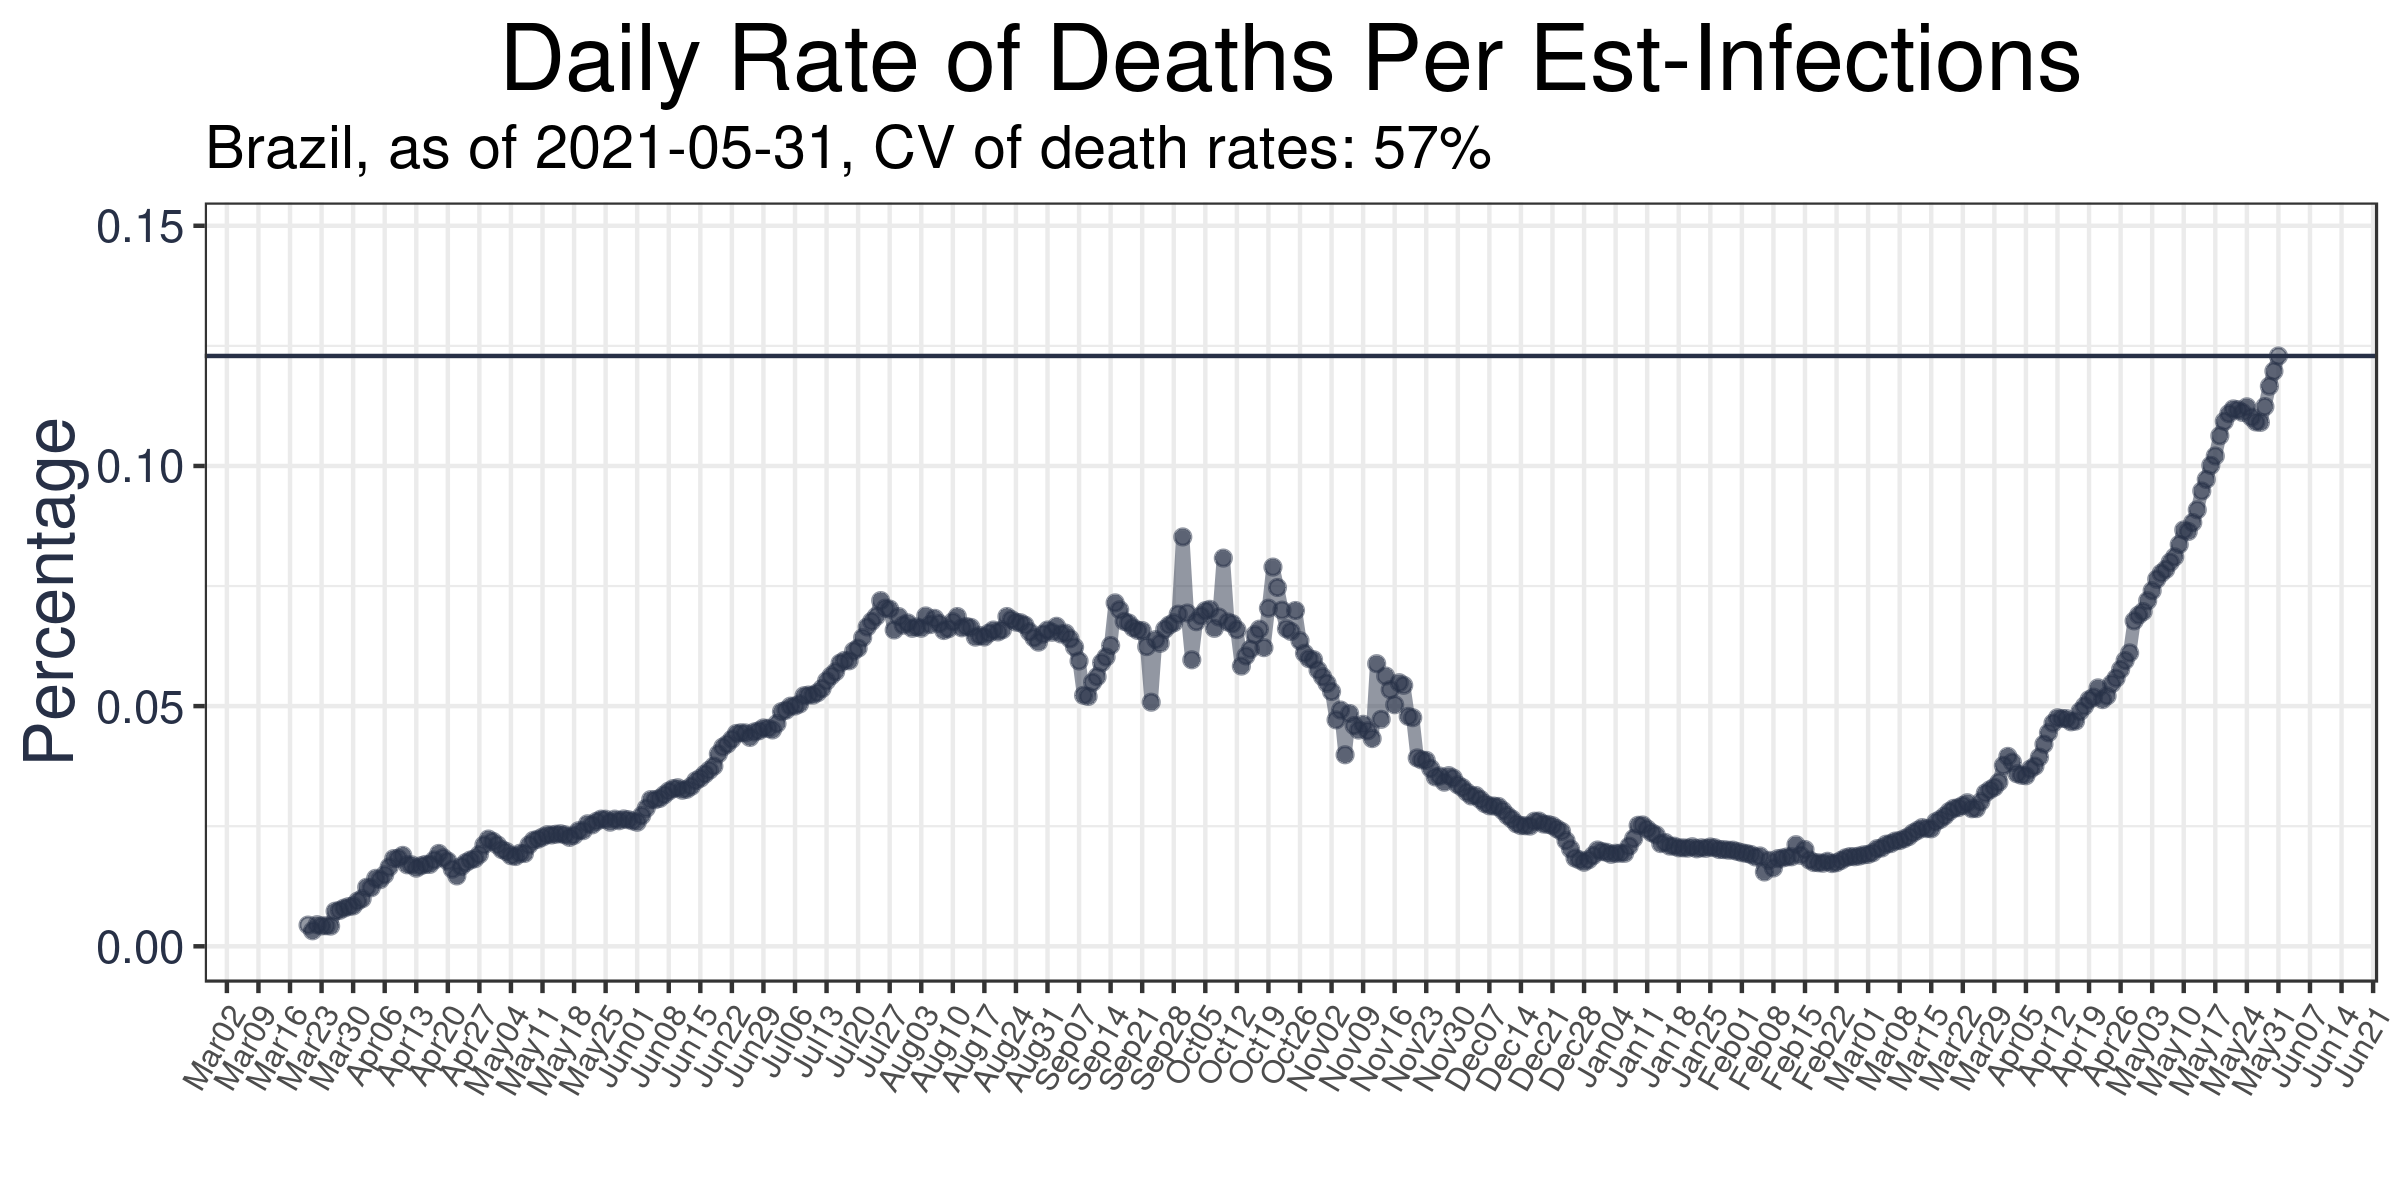 Daily Rate of Deaths Per Est-Infections
Brazil, as of 2021-05-31, CV of death rates: 57%
Percentage
0.15
0.10
0.05
0.00
Mar02
Mar09
Mar16
Mar23
Mar30
Apr06
Apr13
Apr20
Apr27
May04
May11
May18
May25
Jun01
Jun08
Jun15
Jun22
Jun29
Jul06
Jul13
Jul20
Jul27
Aug03
Aug10
Aug17
Aug24
Aug31
Sep07
Sep14
Sep21
Sep28
Oct05
Oct12
Oct19
Oct26
Nov02
Nov09
Nov16
Nov23
Nov30
Dec07
Dec14
Dec21
Dec28
Jan04
Jan11
Jan18
Jan25
Feb01
Feb08
Feb15
Feb22
Mar01
Mar08
Mar15
Mar22
Mar29
Apr05
Apr12
Apr19
Apr26
May03
May10
May17
May24
May31
Jun07
Jun14
Jun21